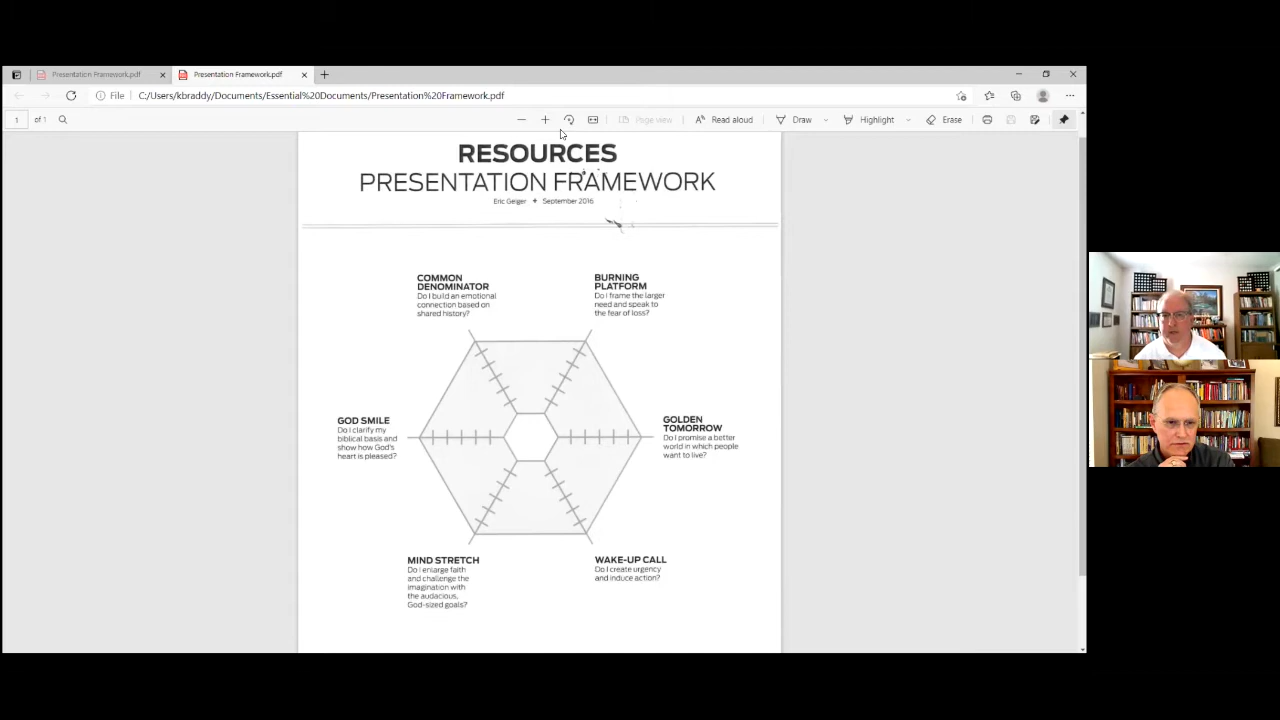 Presentation Framework.pdf
Presentation Framework.pdf
File
C:/Users/kbraddy/Documents/Essential%20Documents/Presentation%20Framework.pdf
1 of 1
Page view
Read aloud
Draw
Highlight
Erase
RESOURCES
PRESENTATION FRAMEWORK
Eric Geiger + September 2016
COMMON
DENOMINATOR
Do I build an emotional
connection based on
shared history?
BURNING
PLATFORM
Do I frame the larger
need and speak to
the fear of loss?
GOD SMILE
Do I clarify my
biblical basis and
show how God's
heart is pleased?
GOLDEN
TOMORROW
Do I promise a better
world in which people
want to live?
MIND STRETCH
Do I enlarge faith
and challenge the
imagination with
the audacious,
God-sized goals?
WAKE-UP CALL
Do I create urgency
and induce action?